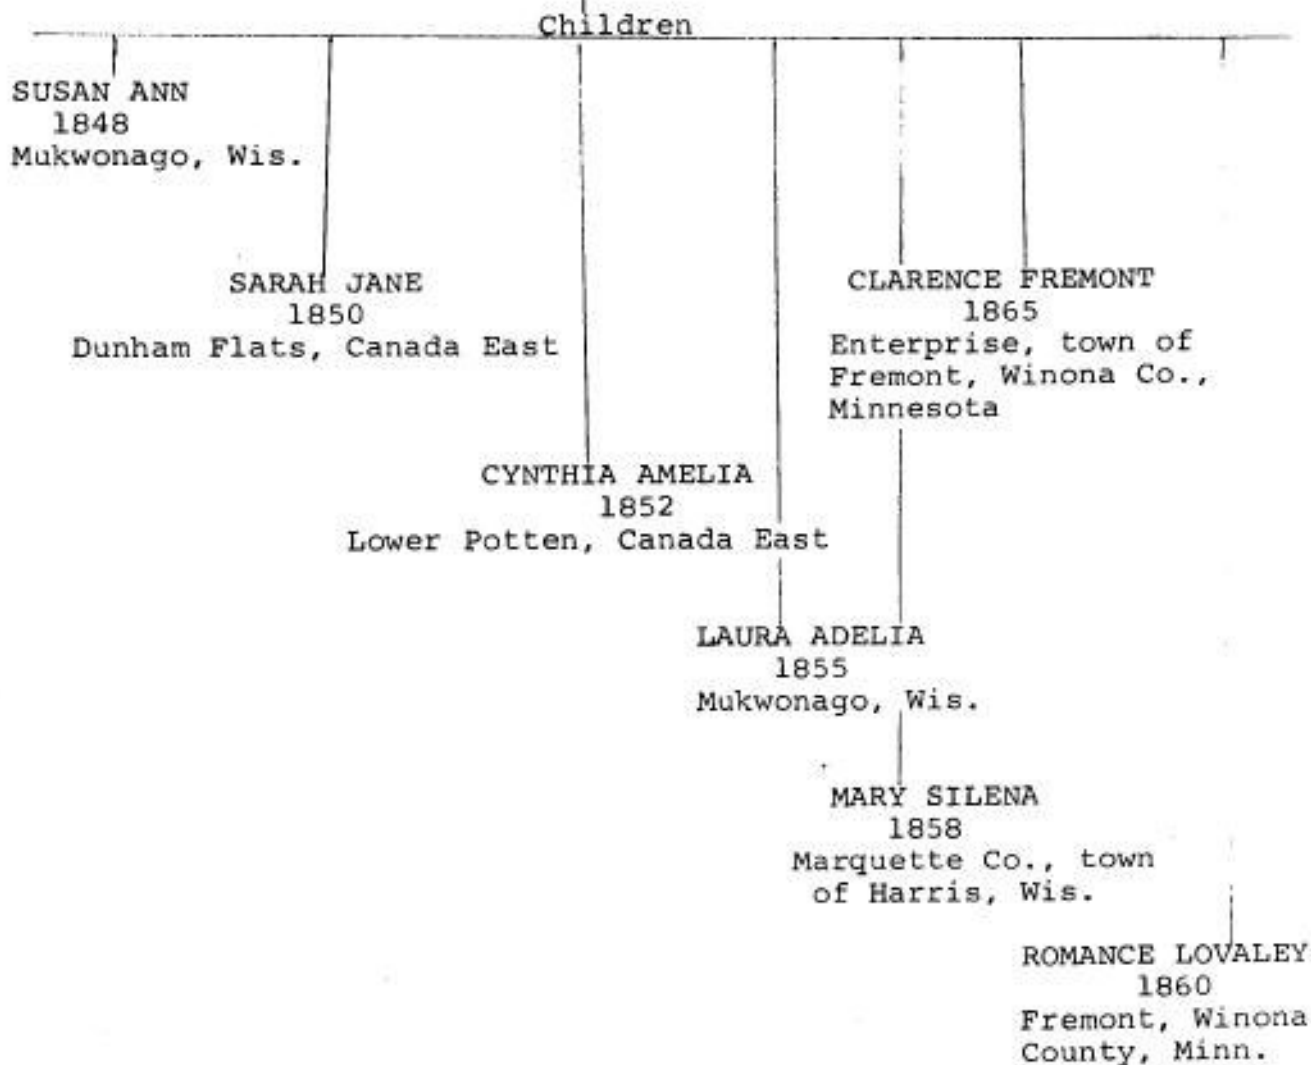 Children
SUSAN ANN
1848
Mukwonago, Wis.
SARAH JANE
1850
Dunham Flats, Canada East
CLARENCE FREMONT
1865
Enterprise, town of
Fremont, Winona Co.,
Minnesota
CYNTHIA AMELIA
1852
Lower Potten, Canada East
LAURA ADELIA
1855
Mukwonago, Wis.
MARY SILENA
1858
Marquette Co., town
of Harris, Wis.
ROMANCE LOVALEY
1860
Fremont, Winona
County, Minn.